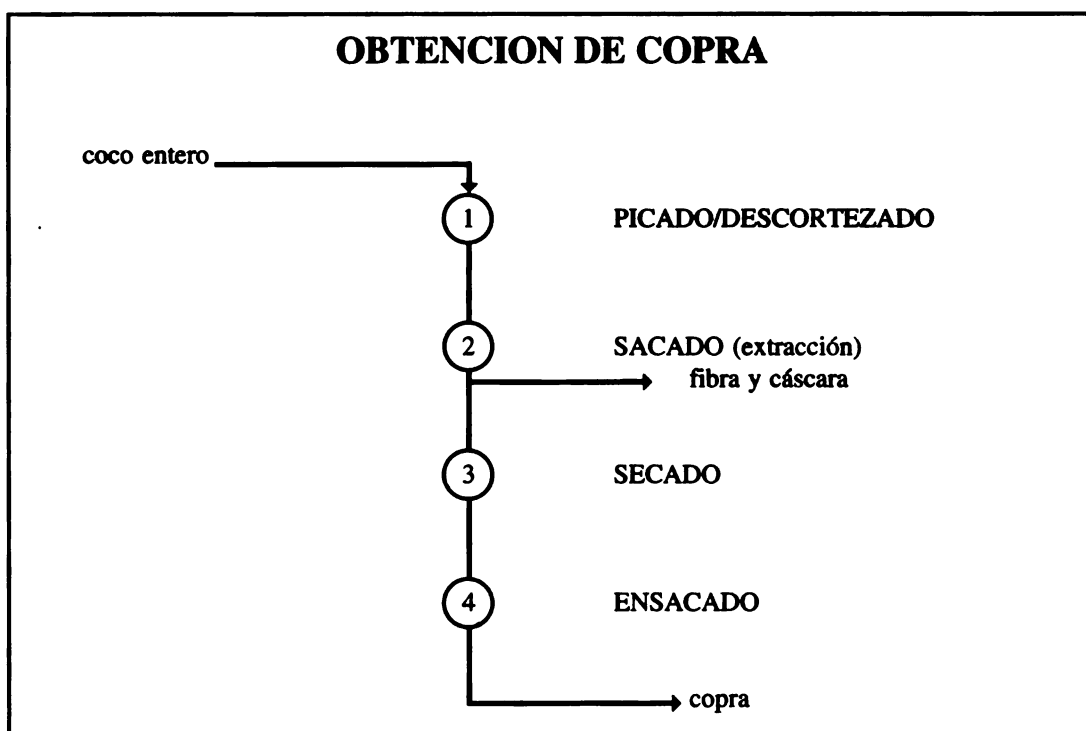 OBTENCION DE COPRA
coco entero
1 PICADO/DESCORTEZADO
2 SACADO (extracción)
fibra y cáscara
3 SECADO
4 ENSACADO
copra